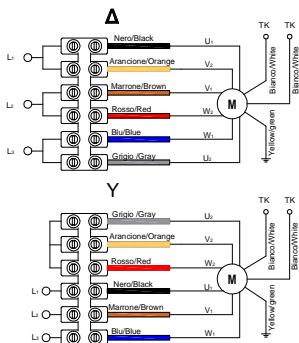 Δ
Nero/Black U1
TK TK
L1
Arancione/Orange V2
Bianco/White Bianco/White
Marrone/Brown V1
L2
M
Rosso/Red W2
Blu/Blue W1
L3
Yellow/green
Grigio /Gray U2
Y
Grigio /Gray U2
TK TK
Arancione/Orange V2
Bianco/White Bianco/White
Rosso/Red W2
M
L1 Nero/Black U1
L2 Marrone/Brown V1
Yellow/green
L3 Blu/Blue W1